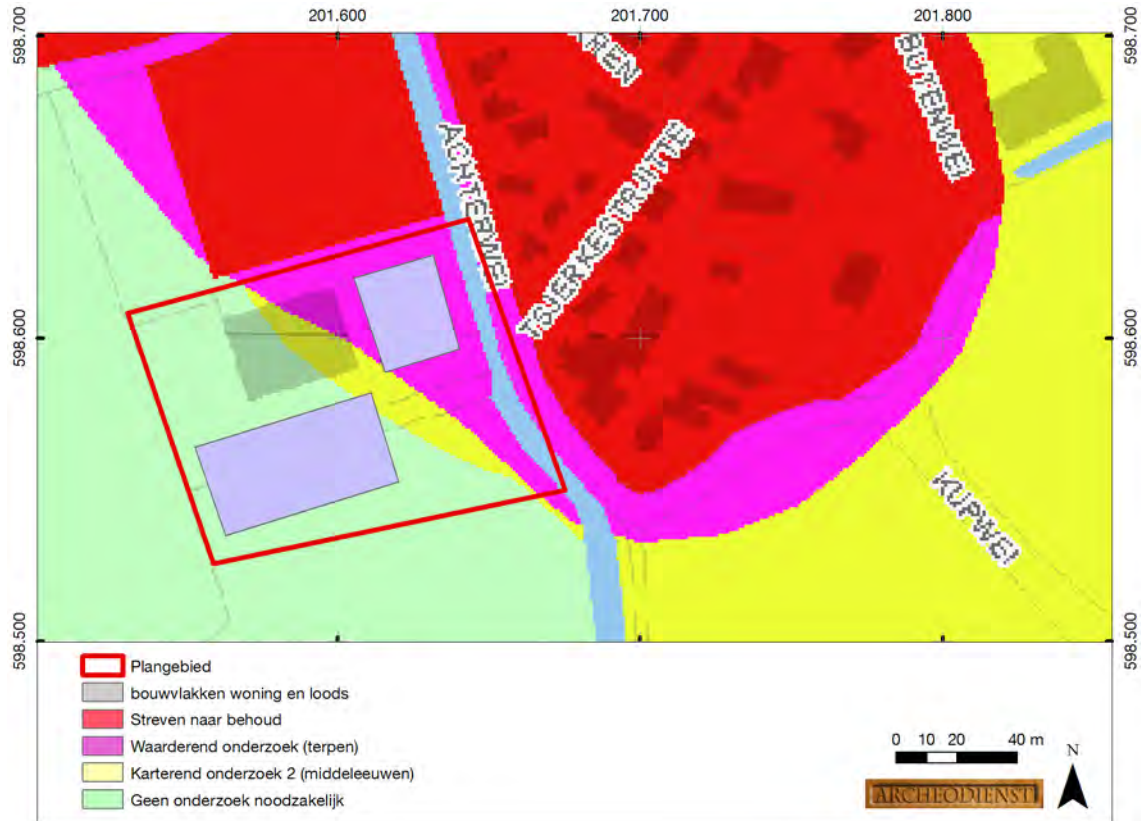 201.600 201.700 201.800
598.700 598.700
REN
BUTENWEI
ACHTERWEI
TSJERKESTRJITTE
598.600 598.600
KUPWEI
598.500 598.500
Plangebied
bouwvlakken woning en loods
Streven naar behoud
Waarderend onderzoek (terpen)
Karterend onderzoek 2 (middeleeuwen)
Geen onderzoek noodzakelijk
0 10 20 40 m
N
ARCHEODIENST